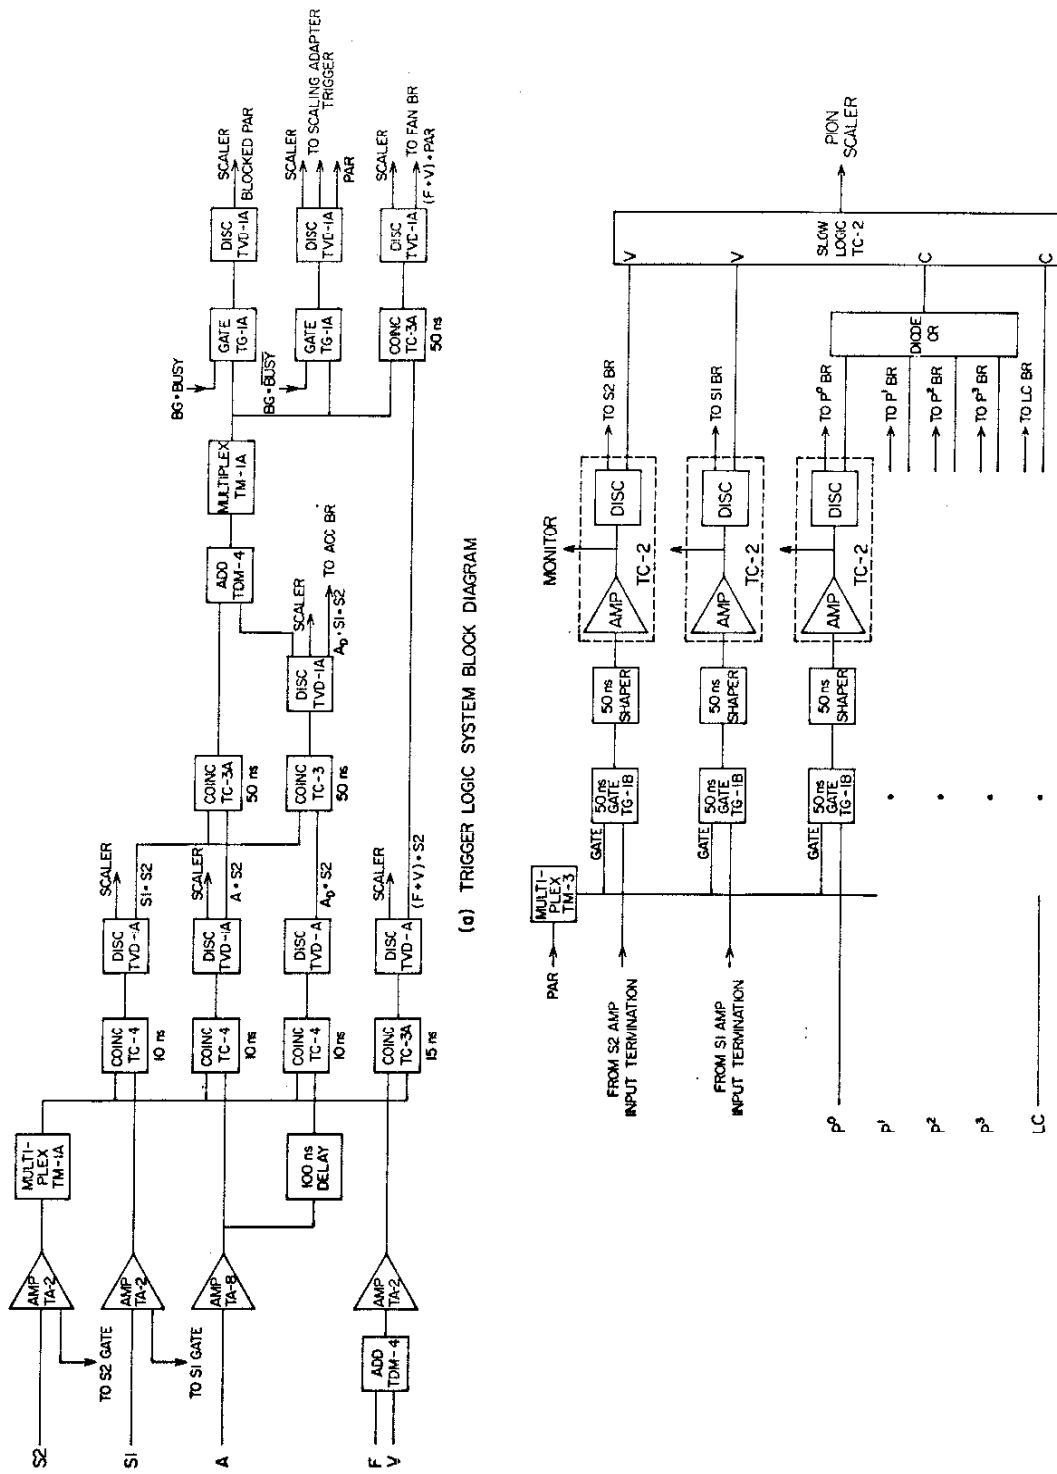 S2
AMP
TA-2
TO S2 GATE
MULTI-
PLEX
TM-1A
COINC
TC-4
10 ns
DISC
TVD-1A
SCALER
S1 • S2
S1
AMP
TA-2
TO S1 GATE
COINC
TC-4
10 ns
DISC
TVD-1A
SCALER
A • S2
A
AMP
TA-8
100 ns
DELAY
COINC
TC-4
10 ns
DISC
TVD-A
A_D • S2
F
V
ADD
TDM-4
AMP
TA-2
COINC
TC-3A
15 ns
DISC
TVD-A
SCALER
(F+V) • S2
COINC
TC-3A
50 ns
COINC
TC-3
50 ns
DISC
TVD-1A
SCALER
TO ACC BR
A_D • S1 • S2
ADD
TDM-4
MULTIPLEX
TM-1A
BG • BUSY
GATE
TG-1A
DISC
TVD-1A
SCALER
BLOCKED PAR
BG • B̅U̅S̅Y̅
GATE
TG-1A
DISC
TVD-1A
SCALER
TO SCALING ADAPTER
TRIGGER
PAR
COINC
TC-3A
50 ns
DISC
TVD-1A
SCALER
TO FAN BR
(F+V) • PAR
(a) TRIGGER LOGIC SYSTEM BLOCK DIAGRAM
PAR
MULTI-
PLEX
TM-3
FROM S2 AMP
INPUT TERMINATION
GATE
50 ns
GATE
TG-1B
50 ns
SHAPER
AMP
MONITOR
DISC
TC-2
TO S2 BR
V
FROM S1 AMP
INPUT TERMINATION
GATE
50 ns
GATE
TG-1B
50 ns
SHAPER
AMP
DISC
TC-2
TO S1 BR
V
P⁰
GATE
50 ns
GATE
TG-1B
50 ns
SHAPER
AMP
DISC
TC-2
TO P⁰ BR
P¹
TO P¹ BR
P²
TO P² BR
P³
TO P³ BR
LC
TO LC BR
DIODE
OR
C
C
SLOW
LOGIC
TC-2
PION
SCALER